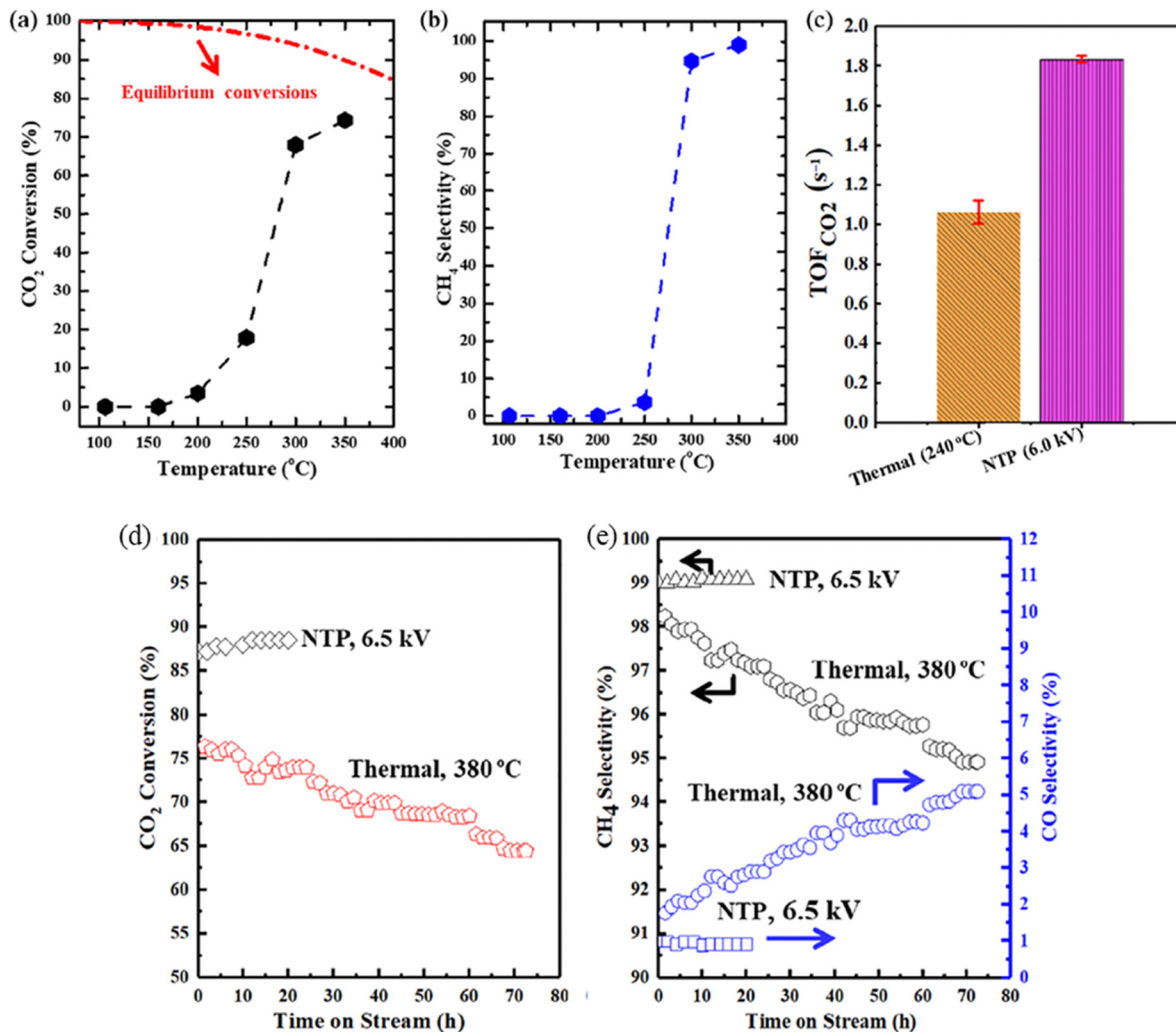 (a)
100
90
80
70
60
50
40
30
20
10
0
CO2 Conversion (%)
Equilibrium conversions
100 150 200 250 300 350 400
Temperature (oC)
(b)
100
90
80
70
60
50
40
30
20
10
0
CH4 Selectivity (%)
100 150 200 250 300 350 400
Temperature (oC)
(c)
2.0
1.8
1.6
1.4
1.2
1.0
0.8
0.6
0.4
0.2
0.0
TOFCO2 (s–1)
Thermal (240 oC)
NTP (6.0 kV)
(d)
100
95
90
85
80
75
70
65
60
55
50
CO2 Conversion (%)
NTP, 6.5 kV
Thermal, 380 oC
0 10 20 30 40 50 60 70 80
Time on Stream (h)
(e)
100
99
98
97
96
95
94
93
92
91
90
CH4 Selectivity (%)
NTP, 6.5 kV
Thermal, 380 oC
Thermal, 380 oC
NTP, 6.5 kV
12
11
10
9
8
7
6
5
4
3
2
1
0
CO Selectivity (%)
0 10 20 30 40 50 60 70 80
Time on Stream (h)